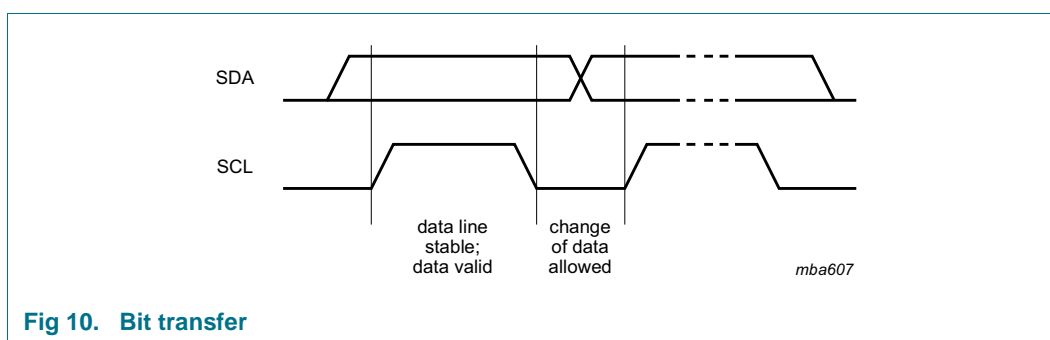 SDA
SCL
data line
stable;
data valid
change
of data
allowed
mba607
Fig 10. Bit transfer